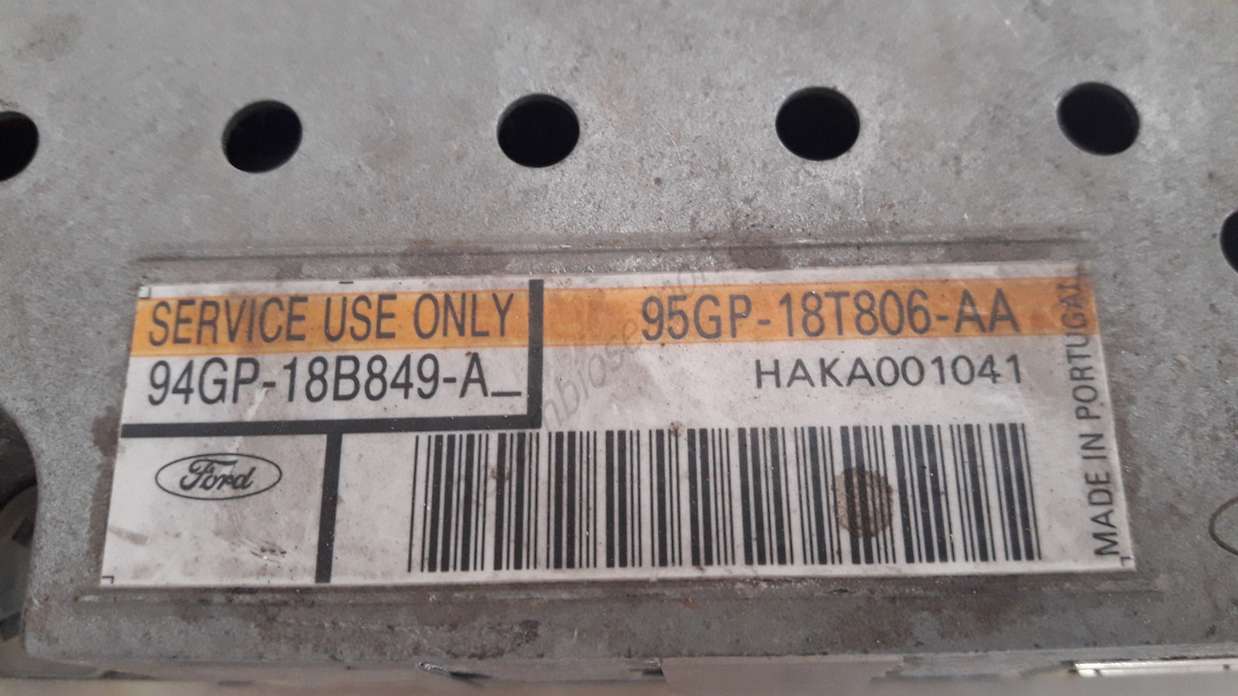 SERVICE USE ONLY
95GP-18T806-AA
94GP-18B849-A_
HAKA001041
Ford
MADE IN PORTUGAL